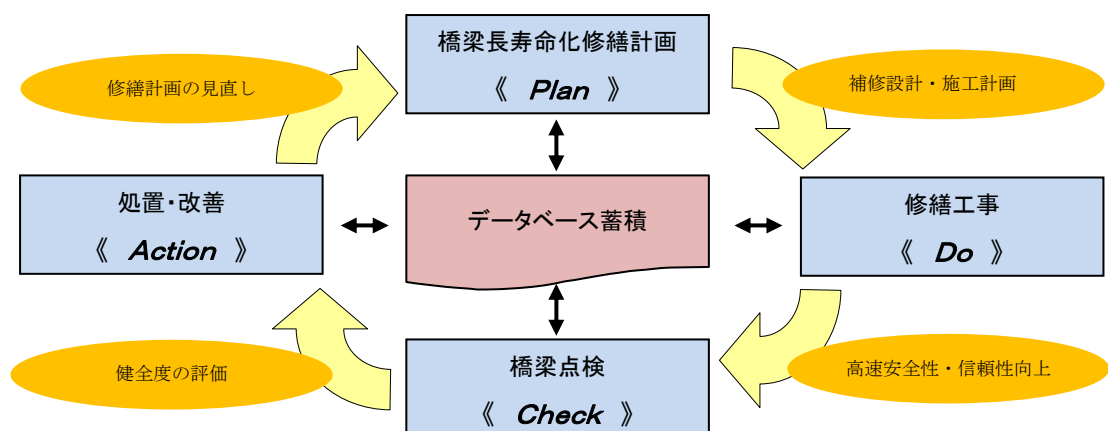 橋梁長寿命化修繕計画
《 Plan 》
修繕計画の見直し
補修設計・施工計画
処置・改善
《 Action 》
データベース蓄積
修繕工事
《 Do 》
健全度の評価
橋梁点検
《 Check 》
高速安全性・信頼性向上